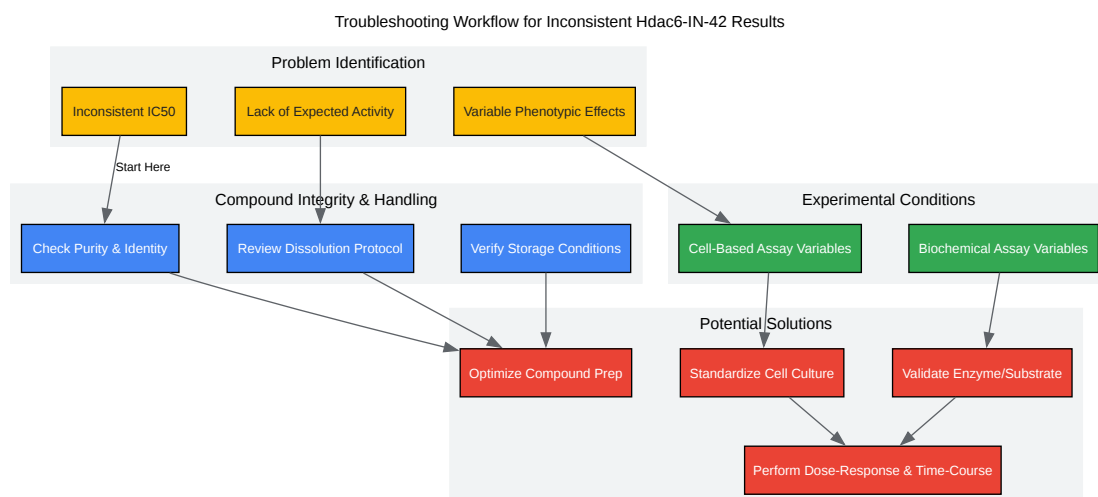 Troubleshooting Workflow for Inconsistent Hdac6-IN-42 Results
Problem Identification
Inconsistent IC50
Lack of Expected Activity
Variable Phenotypic Effects
Start Here
Compound Integrity & Handling
Experimental Conditions
Check Purity & Identity
Review Dissolution Protocol
Verify Storage Conditions
Cell-Based Assay Variables
Biochemical Assay Variables
Potential Solutions
Optimize Compound Prep
Standardize Cell Culture
Validate Enzyme/Substrate
Perform Dose-Response & Time-Course